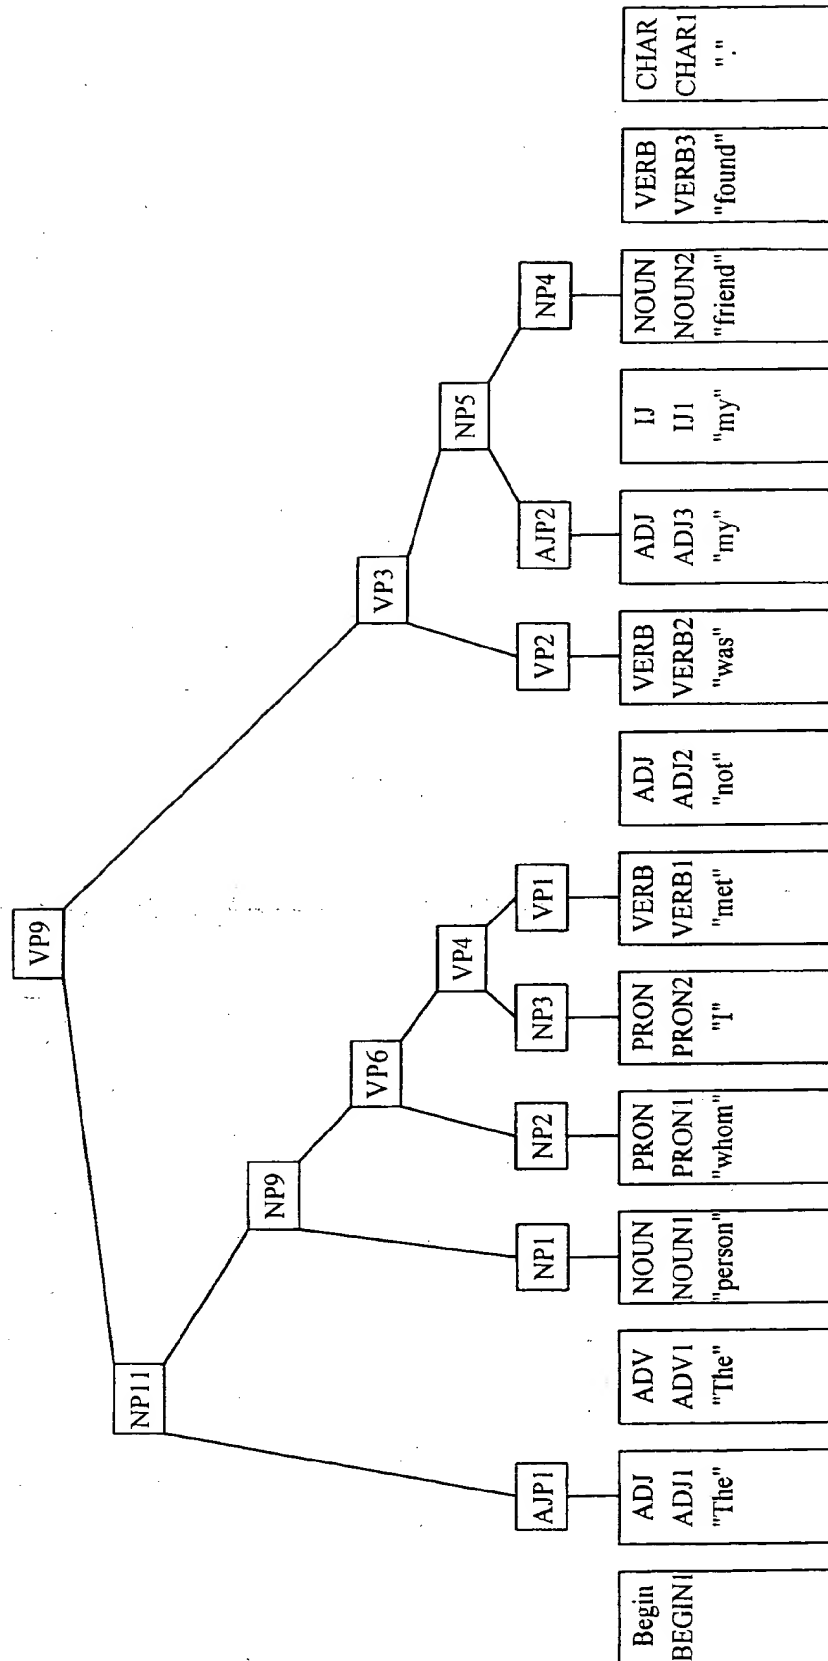 VP9
NP11
NP9
VP6
VP3
VP4
NP5
AJP1
NP1
NP2
NP3
VP1
VP2
AJP2
NP4
Begin
BEGIN1
ADJ
ADJ1
"The"
ADV
ADV1
"The"
NOUN
NOUN1
"person"
PRON
PRON1
"whom"
PRON
PRON2
"I"
VERB
VERB1
"met"
ADJ
ADJ2
"not"
VERB
VERB2
"was"
ADJ
ADJ3
"my"
IJ
IJ1
"my"
NOUN
NOUN2
"friend"
VERB
VERB3
"found"
CHAR
CHAR1
"."